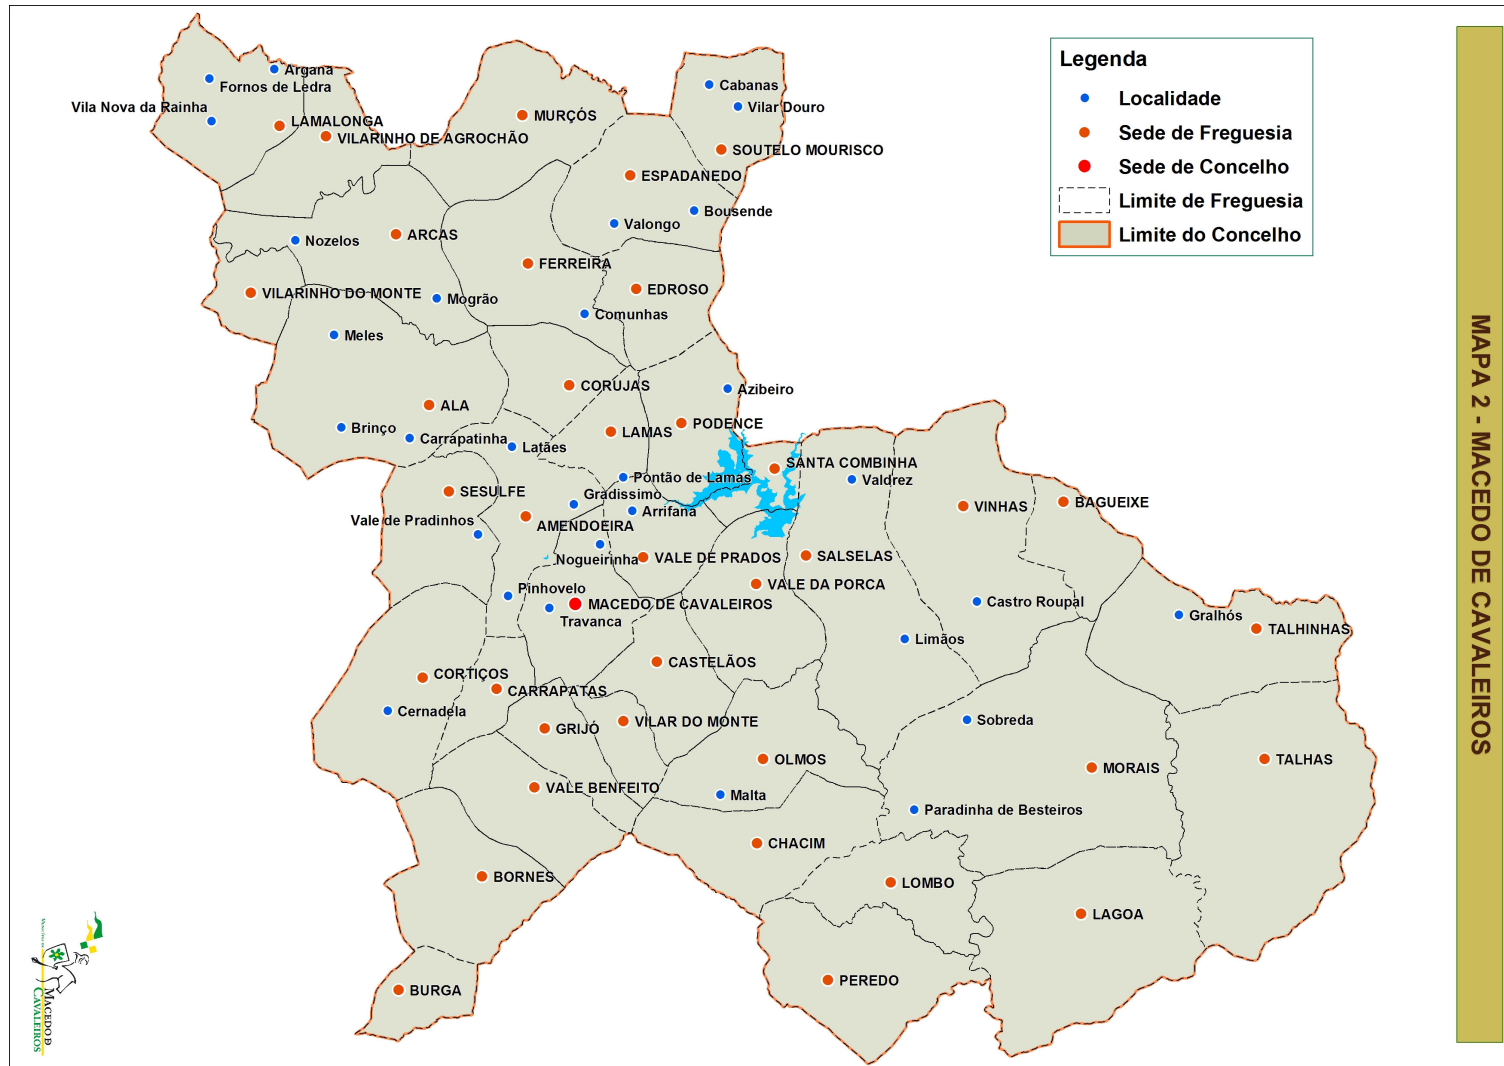 Legenda
Localidade
Sede de Freguesia
Sede de Concelho
Limite de Freguesia
Limite do Concelho
MAPA 2 - MACEDO DE CAVALEIROS
Argana
Fornos de Ledra
Vila Nova da Rainha
LAMALONGA
VILARINHO DE AGROCHÃO
MURÇÓS
Cabanas
Vilar Douro
SOUTELO MOURISCO
ESPADANEDO
Bousende
Valongo
Nozelos
ARCAS
FERREIRA
EDROSO
VILARINHO DO MONTE
Mogrão
Comunhas
Meles
CORUJAS
Azibeiro
ALA
Brinço
Carrapatinha
Latães
LAMAS
PODENCE
SANTA COMBINHA
Pontão de Lamas
Valdrez
SESULFE
Gradissimo
Arrifana
VINHAS
BAGUEIXE
Vale de Pradinhos
AMENDOEIRA
Nogueirinha
VALE DE PRADOS
SALSELAS
VALE DA PORCA
Pinhovelo
MACEDO DE CAVALEIROS
Travanca
Castro Roupal
Gralhós
TALHINHAS
Limãos
CASTELÃOS
CORTIÇOS
CARRAPATAS
Cernadela
GRIJÓ
VILAR DO MONTE
Sobreda
OLMOS
MORAIS
TALHAS
VALE BENFEITO
Malta
Paradinha de Besteiros
CHACIM
BORNES
LOMBO
LAGOA
BURGA
PEREDO
MACEDO D
CAVALEIROS